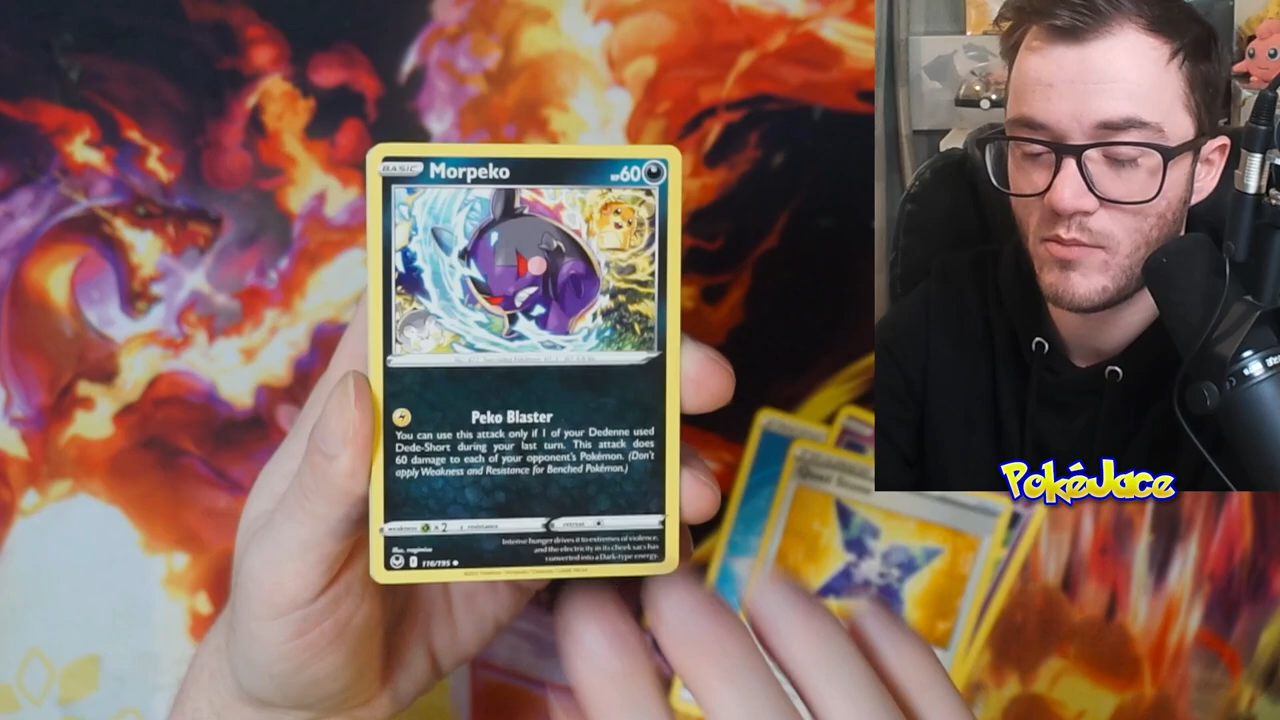 BASIC Morpeko HP60
Peko Blaster
You can use this attack only if 1 of your Dedenne used
Dede-Short during your last turn. This attack does
60 damage to each of your opponent's Pokémon. (Don't
apply Weakness and Resistance for Benched Pokémon.)
weakness ×2 resistance retreat
Intense hunger drives it to extremes of violence,
and the electricity in its cheek sacs has
converted into a Dark-type energy.
Illus.
116/195
PokéJace